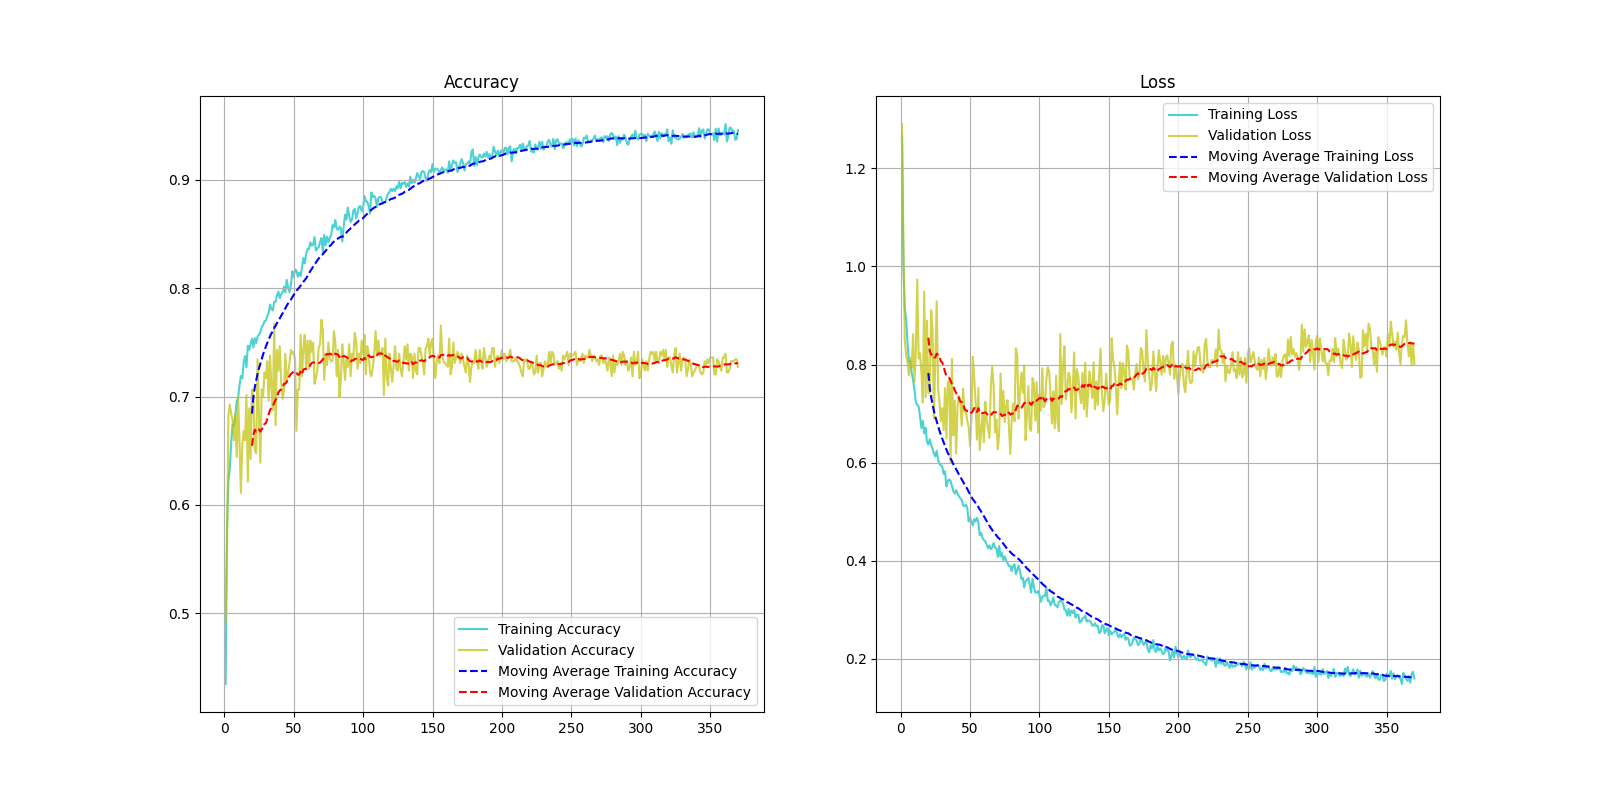 Accuracy
0.9
0.8
0.7
0.6
0.5
0 50 100 150 200 250 300 350
Training Accuracy
Validation Accuracy
Moving Average Training Accuracy
Moving Average Validation Accuracy
Loss
1.2
1.0
0.8
0.6
0.4
0.2
0 50 100 150 200 250 300 350
Training Loss
Validation Loss
Moving Average Training Loss
Moving Average Validation Loss